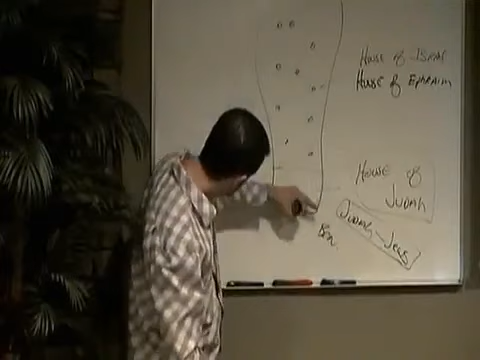 House of ISRAEL
House of EPHRAIM
House of
JUDAH
Judah - Jews
Ben.